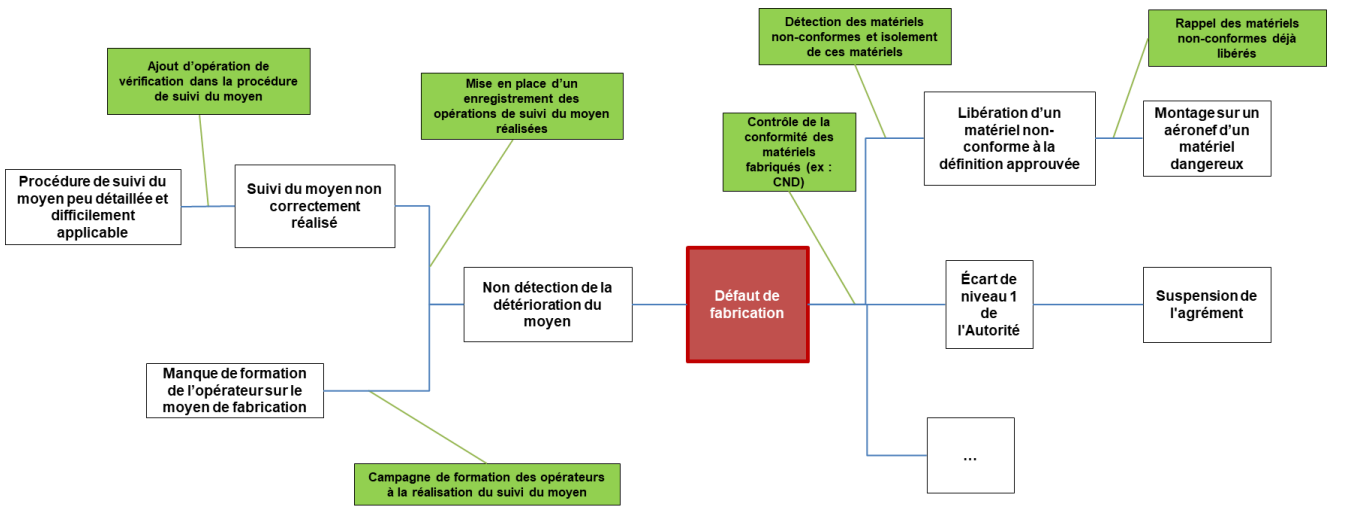 Ajout d’opération de
vérification dans la procédure
de suivi du moyen
Mise en place d’un
enregistrement des
opérations de suivi du moyen
réalisées
Procédure de suivi du
moyen peu détaillée et
difficilement
applicable
Suivi du moyen non
correctement
réalisé
Non détection de la
détérioration du
moyen
Manque de formation
de l’opérateur sur le
moyen de fabrication
Campagne de formation des opérateurs
à la réalisation du suivi du moyen
Défaut de
fabrication
Contrôle de la
conformité des
matériels
fabriqués (ex :
CND)
Détection des matériels
non-conformes et isolement
de ces matériels
Rappel des matériels
non-conformes déjà
libérés
Libération d’un
matériel non-
conforme à la
définition approuvée
Montage sur un
aéronef d’un
matériel
dangereux
Écart de
niveau 1
de
l’Autorité
Suspension de
l’agrément
…